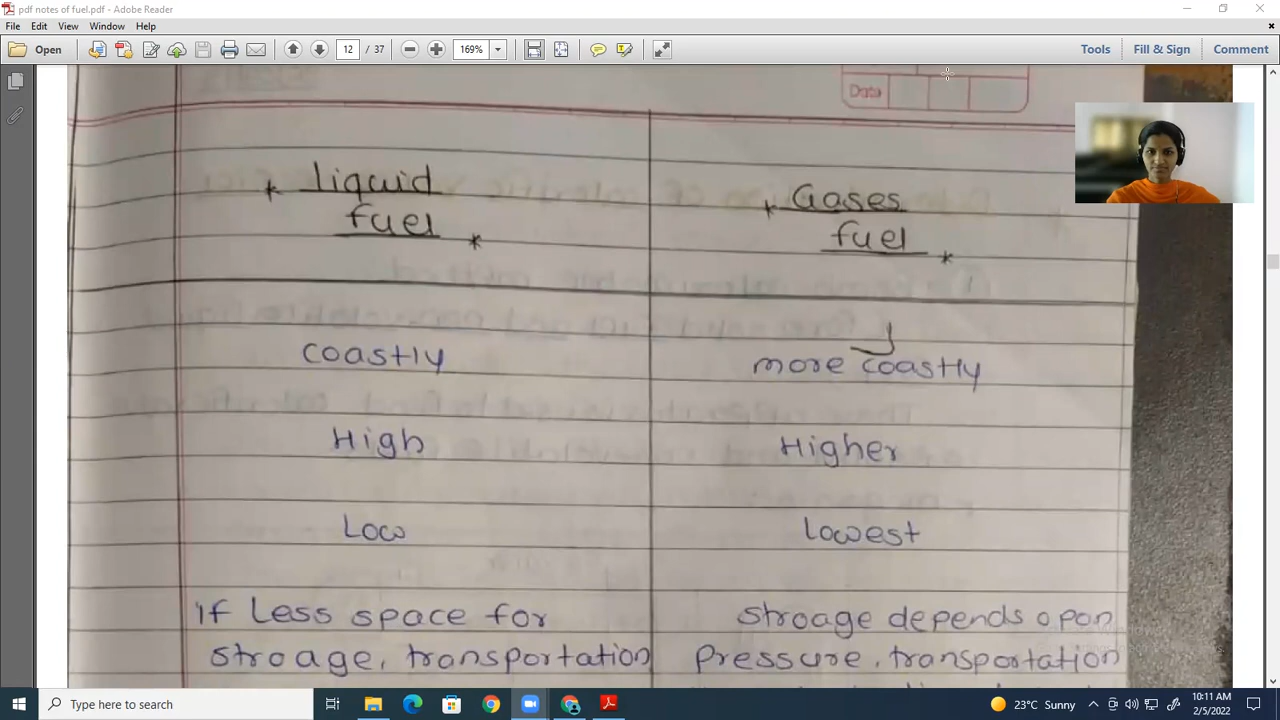 pdf notes of fuel.pdf - Adobe Reader
File Edit View Window Help
Open 12 / 37 169% Tools Fill & Sign Comment
Date
* liquid
fuel *
* Gases
fuel *
coastly
more coastly
High
Higher
Low
lowest
If Less space for
stroage, transportation
stroage depends opon
Pressure, transportation
Type here to search
23°C Sunny
10:11 AM
2/5/2022